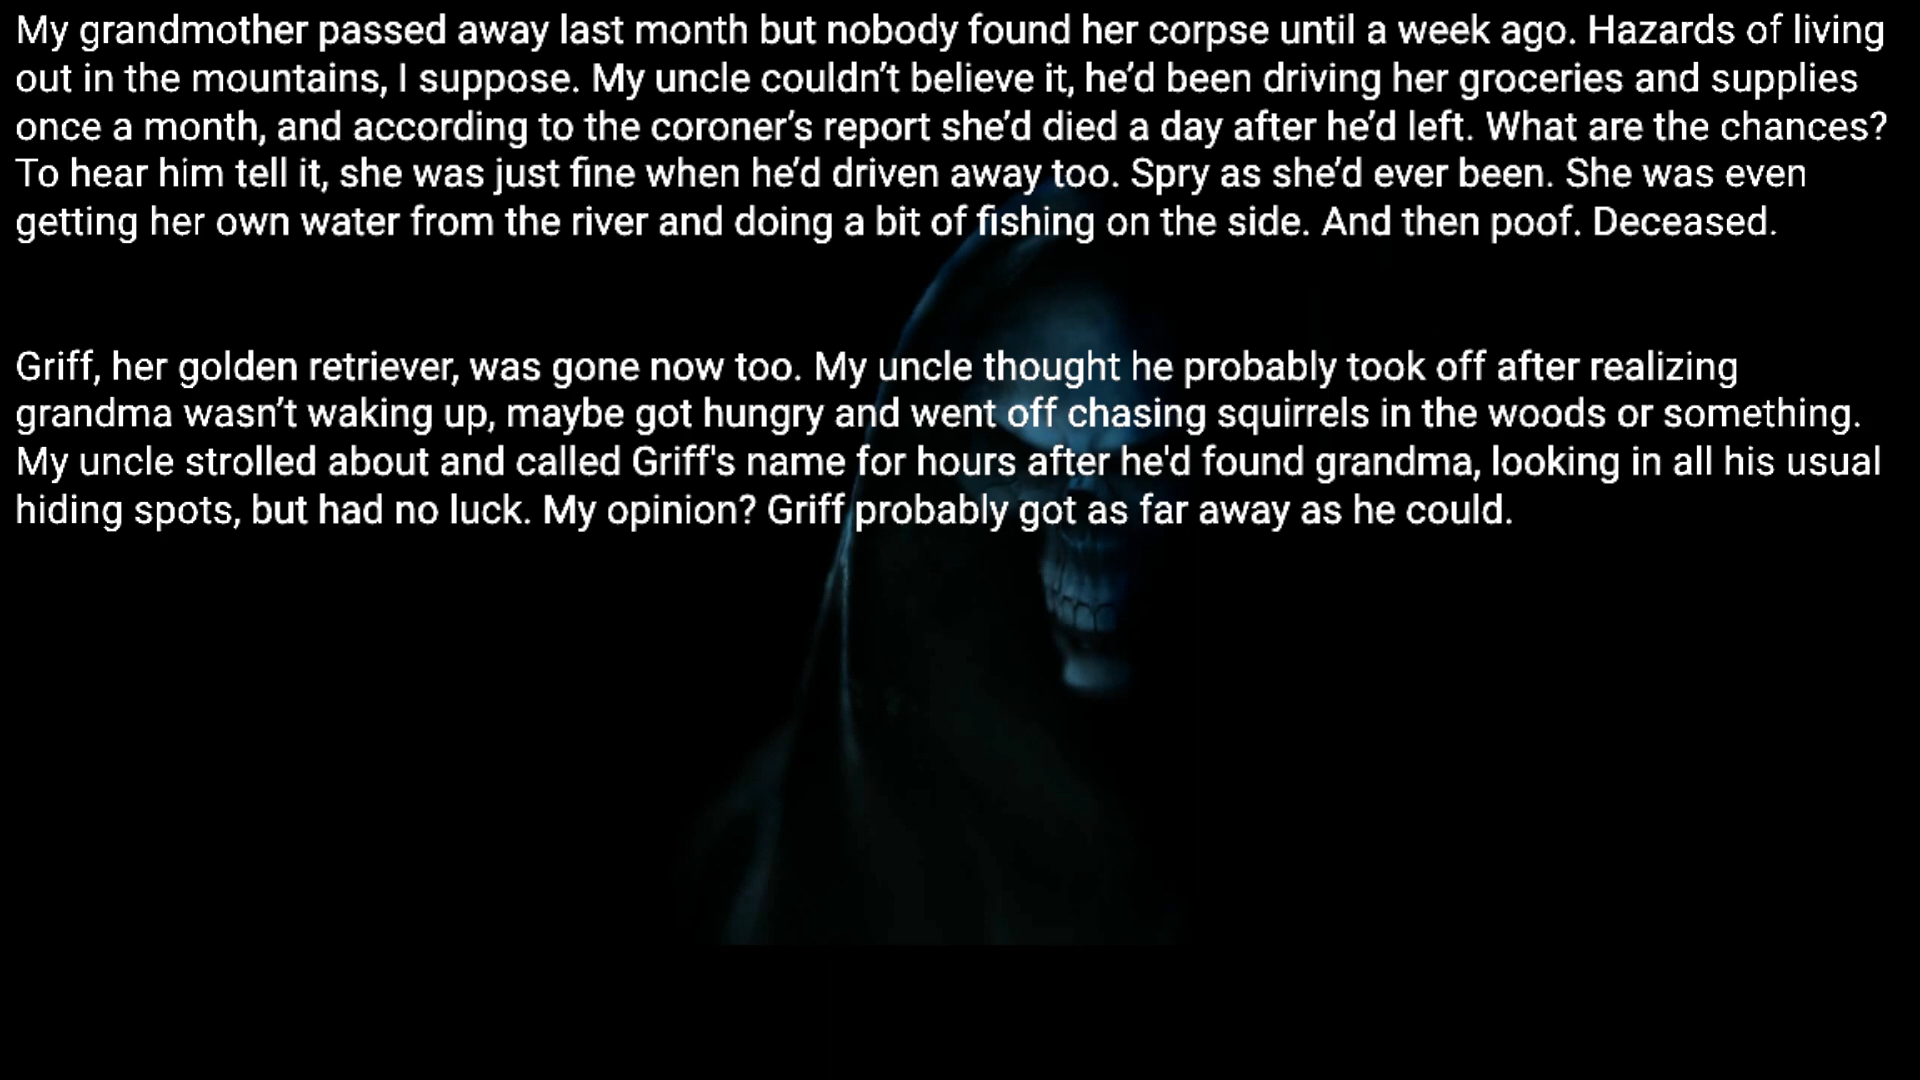 My grandmother passed away last month but nobody found her corpse until a week ago. Hazards of living
out in the mountains, I suppose. My uncle couldn’t believe it, he’d been driving her groceries and supplies
once a month, and according to the coroner’s report she’d died a day after he’d left. What are the chances?
To hear him tell it, she was just fine when he’d driven away too. Spry as she’d ever been. She was even
getting her own water from the river and doing a bit of fishing on the side. And then poof. Deceased.
Griff, her golden retriever, was gone now too. My uncle thought he probably took off after realizing
grandma wasn’t waking up, maybe got hungry and went off chasing squirrels in the woods or something.
My uncle strolled about and called Griff's name for hours after he'd found grandma, looking in all his usual
hiding spots, but had no luck. My opinion? Griff probably got as far away as he could.